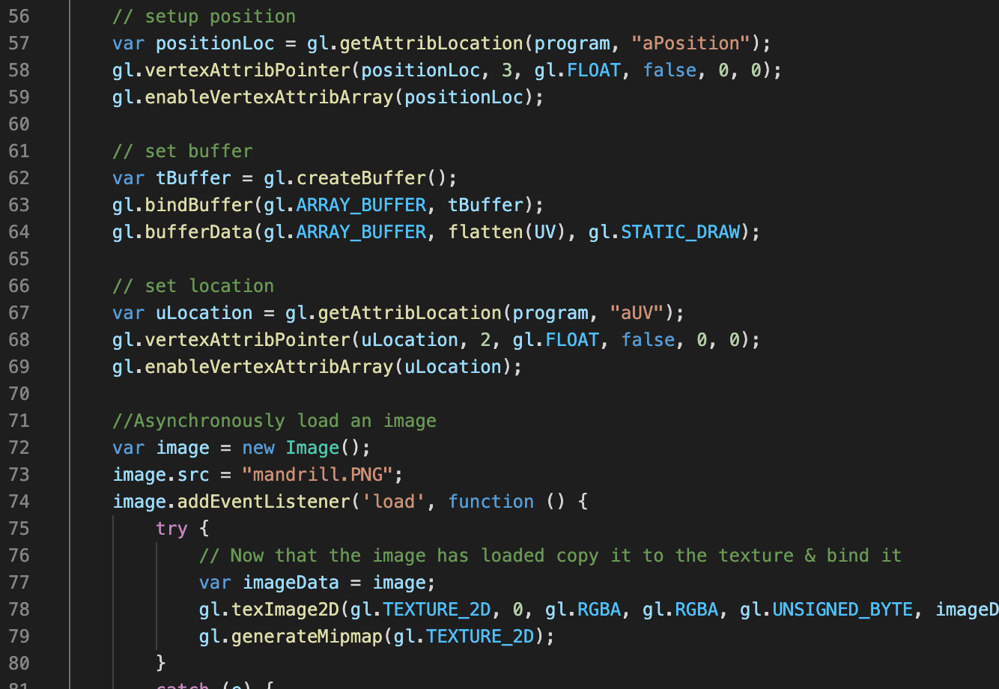 56 // setup position
57 var positionLoc = gl.getAttribLocation(program, "aPosition");
58 gl.vertexAttribPointer(positionLoc, 3, gl.FLOAT, false, 0, 0);
59 gl.enableVertexAttribArray(positionLoc);
60
61 // set buffer
62 var tBuffer = gl.createBuffer();
63 gl.bindBuffer(gl.ARRAY_BUFFER, tBuffer);
64 gl.bufferData(gl.ARRAY_BUFFER, flatten(UV), gl.STATIC_DRAW);
65
66 // set location
67 var uLocation = gl.getAttribLocation(program, "aUV");
68 gl.vertexAttribPointer(uLocation, 2, gl.FLOAT, false, 0, 0);
69 gl.enableVertexAttribArray(uLocation);
70
71 //Asynchronously load an image
72 var image = new Image();
73 image.src = "mandrill.PNG";
74 image.addEventListener('load', function () {
75 try {
76 // Now that the image has loaded copy it to the texture & bind it
77 var imageData = image;
78 gl.texImage2D(gl.TEXTURE_2D, 0, gl.RGBA, gl.RGBA, gl.UNSIGNED_BYTE, imageD
79 gl.generateMipmap(gl.TEXTURE_2D);
80 }
81 catch (e) {